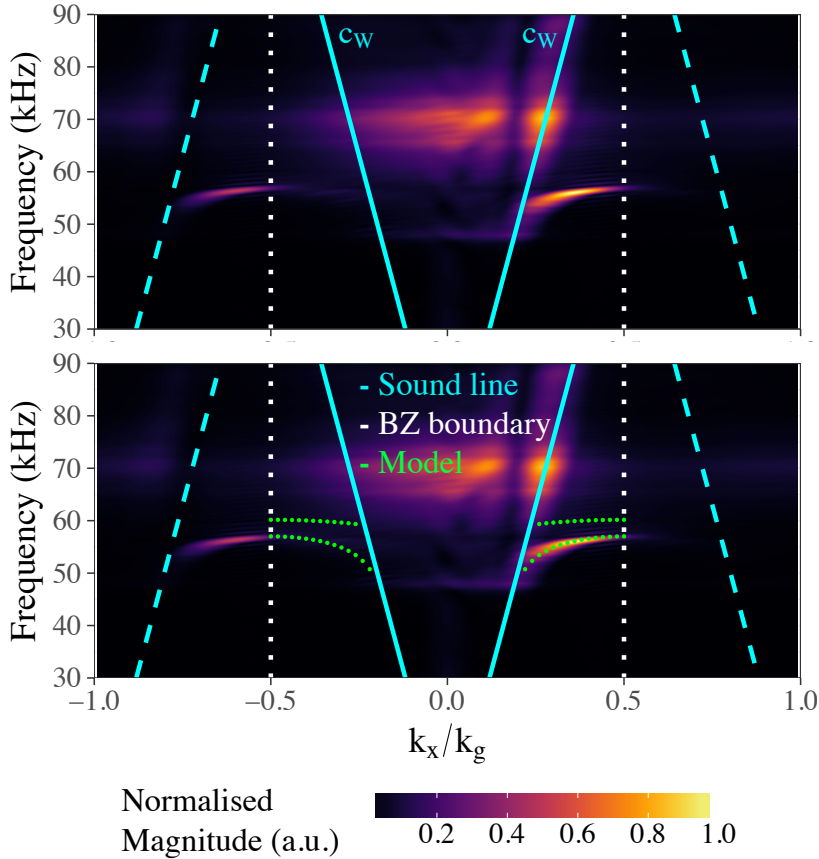 90
80
70
60
50
40
30
Frequency (kHz)
c_W c_W
90
80
70
60
50
40
30
Frequency (kHz)
- Sound line
- BZ boundary
- Model
−1.0 −0.5 0.0 0.5 1.0
k_x/k_g
Normalised
Magnitude (a.u.)
0.2 0.4 0.6 0.8 1.0